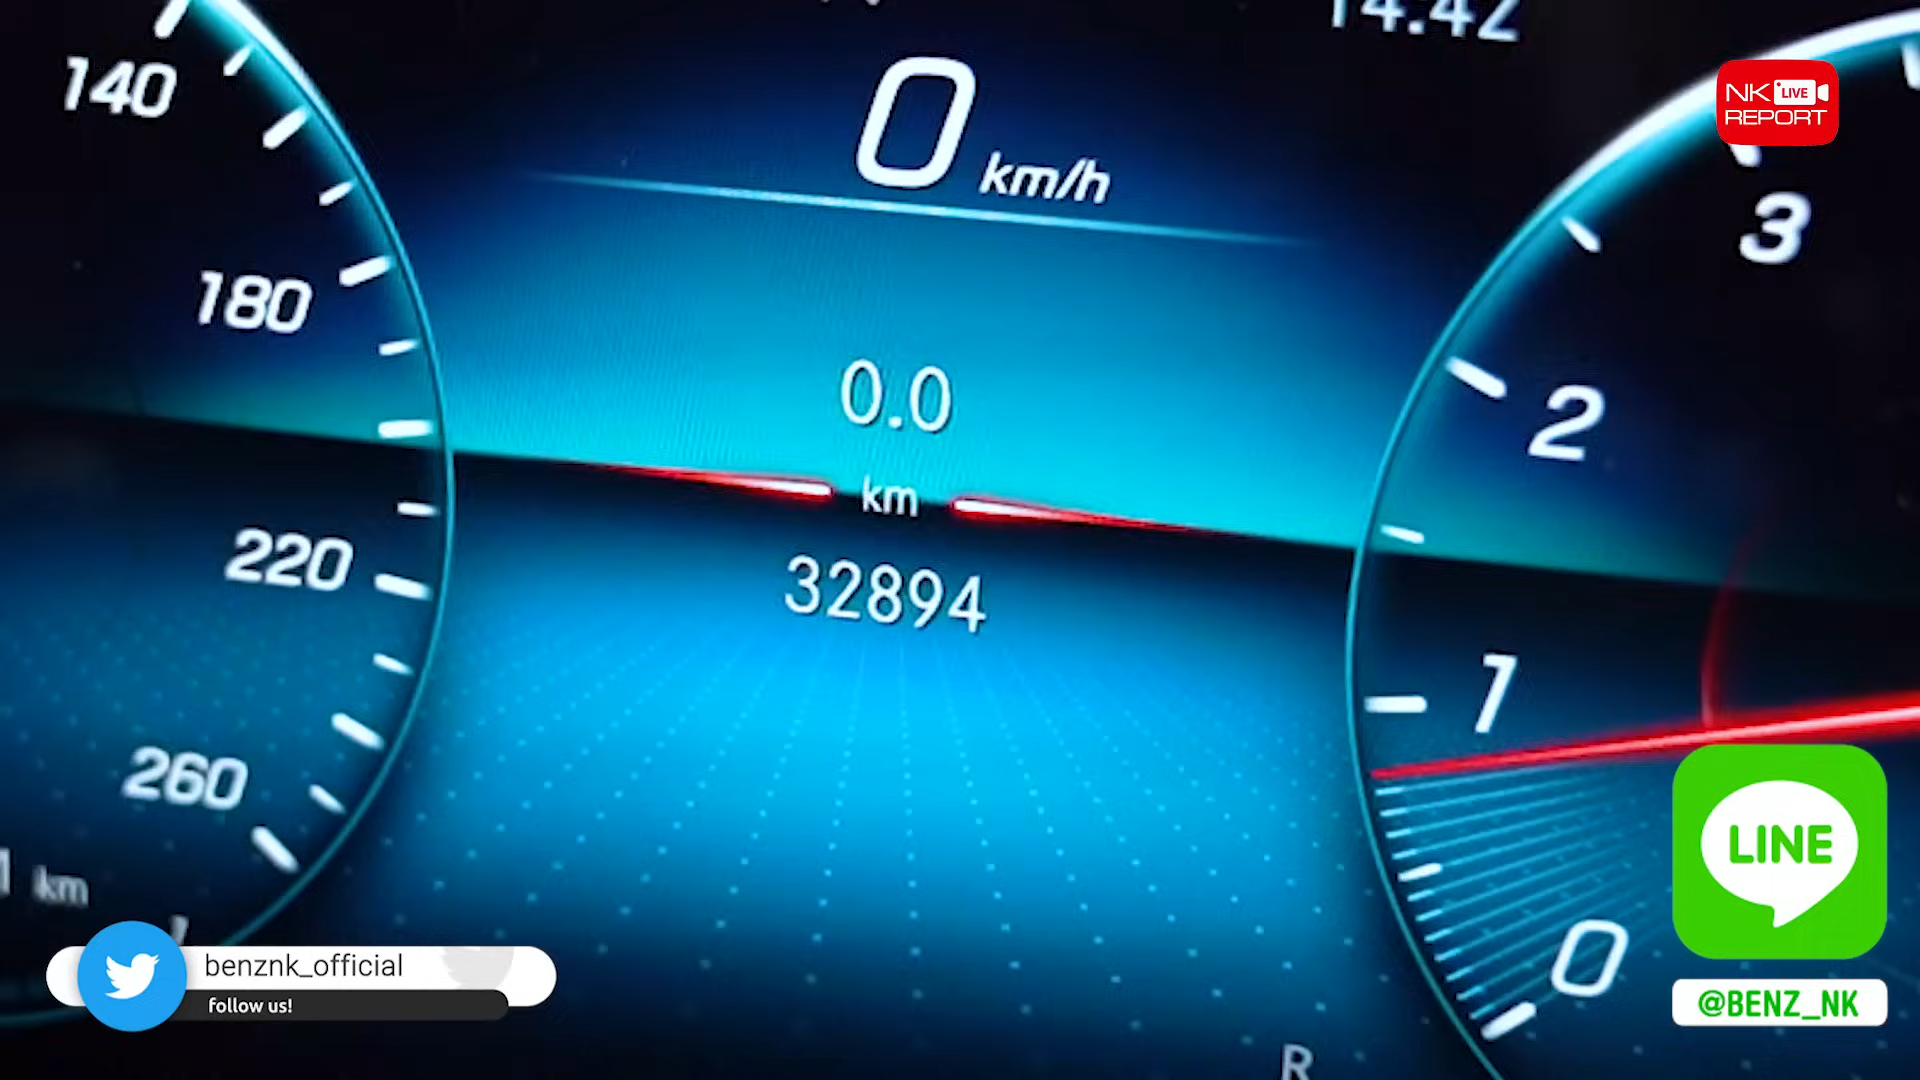 14:42
0 km/h
NK LIVE
REPORT
140
180
220
260
0.0
km
32894
3
2
1
0
km
R
LINE
@BENZ_NK
benznk_official
follow us!